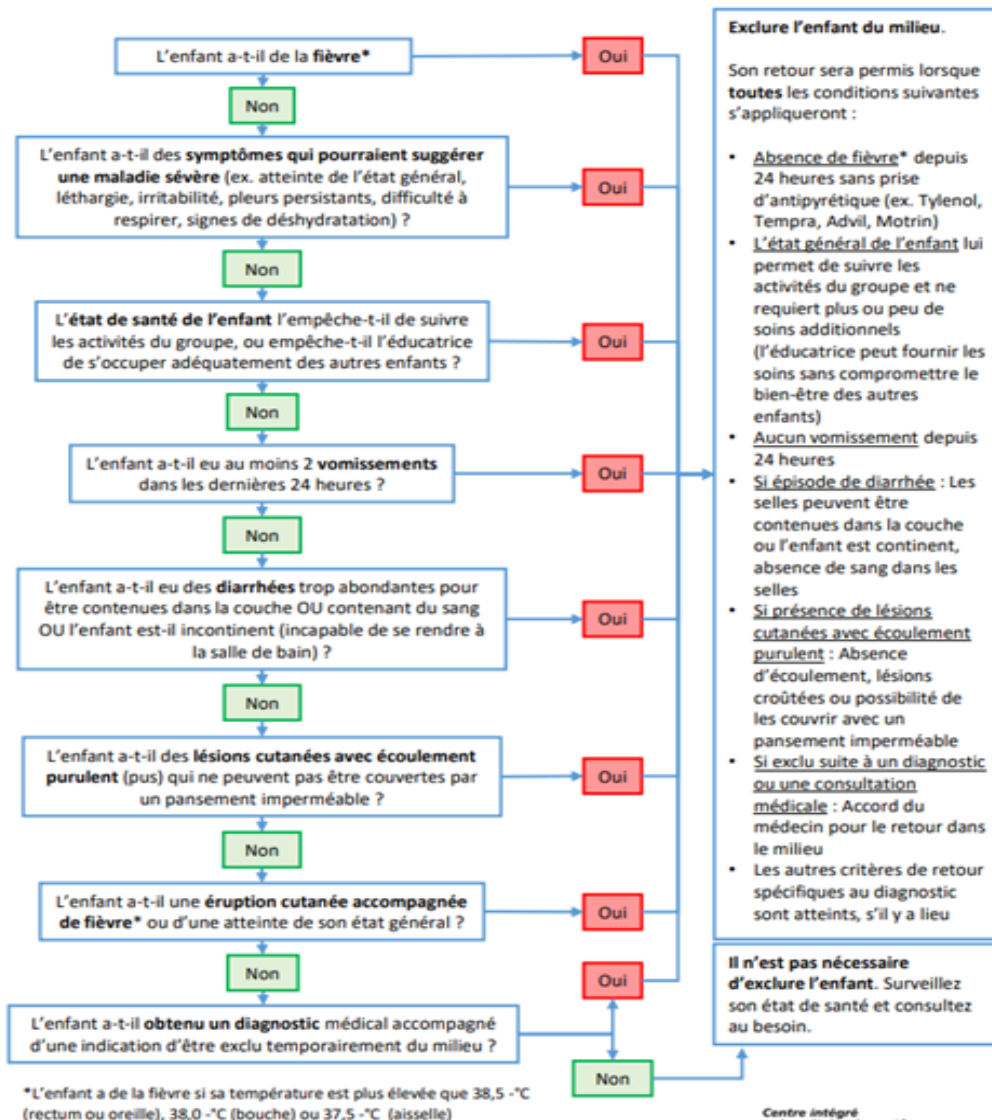 L'enfant a-t-il de la fièvre*
Oui
Non
L'enfant a-t-il des symptômes qui pourraient suggérer
une maladie sévère (ex. atteinte de l'état général,
léthargie, irritabilité, pleurs persistants, difficulté à
respirer, signes de déshydratation) ?
Oui
Non
L'état de santé de l'enfant l'empêche-t-il de suivre
les activités du groupe, ou empêche-t-il l'éducatrice
de s'occuper adéquatement des autres enfants ?
Oui
Non
L'enfant a-t-il eu au moins 2 vomissements
dans les dernières 24 heures ?
Oui
Non
L'enfant a-t-il eu des diarrhées trop abondantes pour
être contenues dans la couche OU contenant du sang
OU l'enfant est-il incontinent (incapable de se rendre à
la salle de bain) ?
Oui
Non
L'enfant a-t-il des lésions cutanées avec écoulement
purulent (pus) qui ne peuvent pas être couvertes par
un pansement imperméable ?
Oui
Non
L'enfant a-t-il une éruption cutanée accompagnée
de fièvre* ou d'une atteinte de son état général ?
Oui
Non
L'enfant a-t-il obtenu un diagnostic médical accompagné
d'une indication d'être exclu temporairement du milieu ?
Oui
Non
*L'enfant a de la fièvre si sa température est plus élevée que 38,5 -°C
(rectum ou oreille), 38,0 -°C (bouche) ou 37,5 -°C (aisselle)
Exclure l'enfant du milieu.
Son retour sera permis lorsque
toutes les conditions suivantes
s'appliqueront :
• Absence de fièvre* depuis
24 heures sans prise
d'antipyrétique (ex. Tylenol,
Tempra, Advil, Motrin)
• L'état général de l'enfant lui
permet de suivre les
activités du groupe et ne
requiert plus ou peu de
soins additionnels
(l'éducatrice peut fournir les
soins sans compromettre le
bien-être des autres
enfants)
• Aucun vomissement depuis
24 heures
• Si épisode de diarrhée : Les
selles peuvent être
contenues dans la couche
ou l'enfant est continent,
absence de sang dans les
selles
• Si présence de lésions
cutanées avec écoulement
purulent : Absence
d'écoulement, lésions
croûtées ou possibilité de
les couvrir avec un
pansement imperméable
• Si exclu suite à un diagnostic
ou une consultation
médicale : Accord du
médecin pour le retour dans
le milieu
• Les autres critères de retour
spécifiques au diagnostic
sont atteints, s'il y a lieu
Il n'est pas nécessaire
d'exclure l'enfant. Surveillez
son état de santé et consultez
au besoin.
Centre intégré